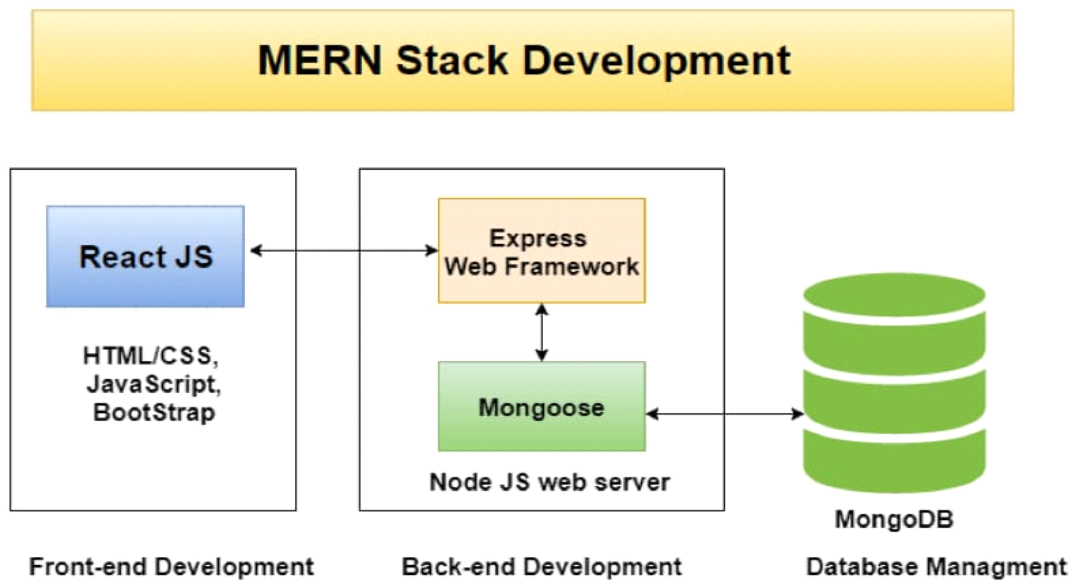 MERN Stack Development
React JS
HTML/CSS,
JavaScript,
BootStrap
Front-end Development
Express
Web Framework
Mongoose
Node JS web server
Back-end Development
MongoDB
Database Managment